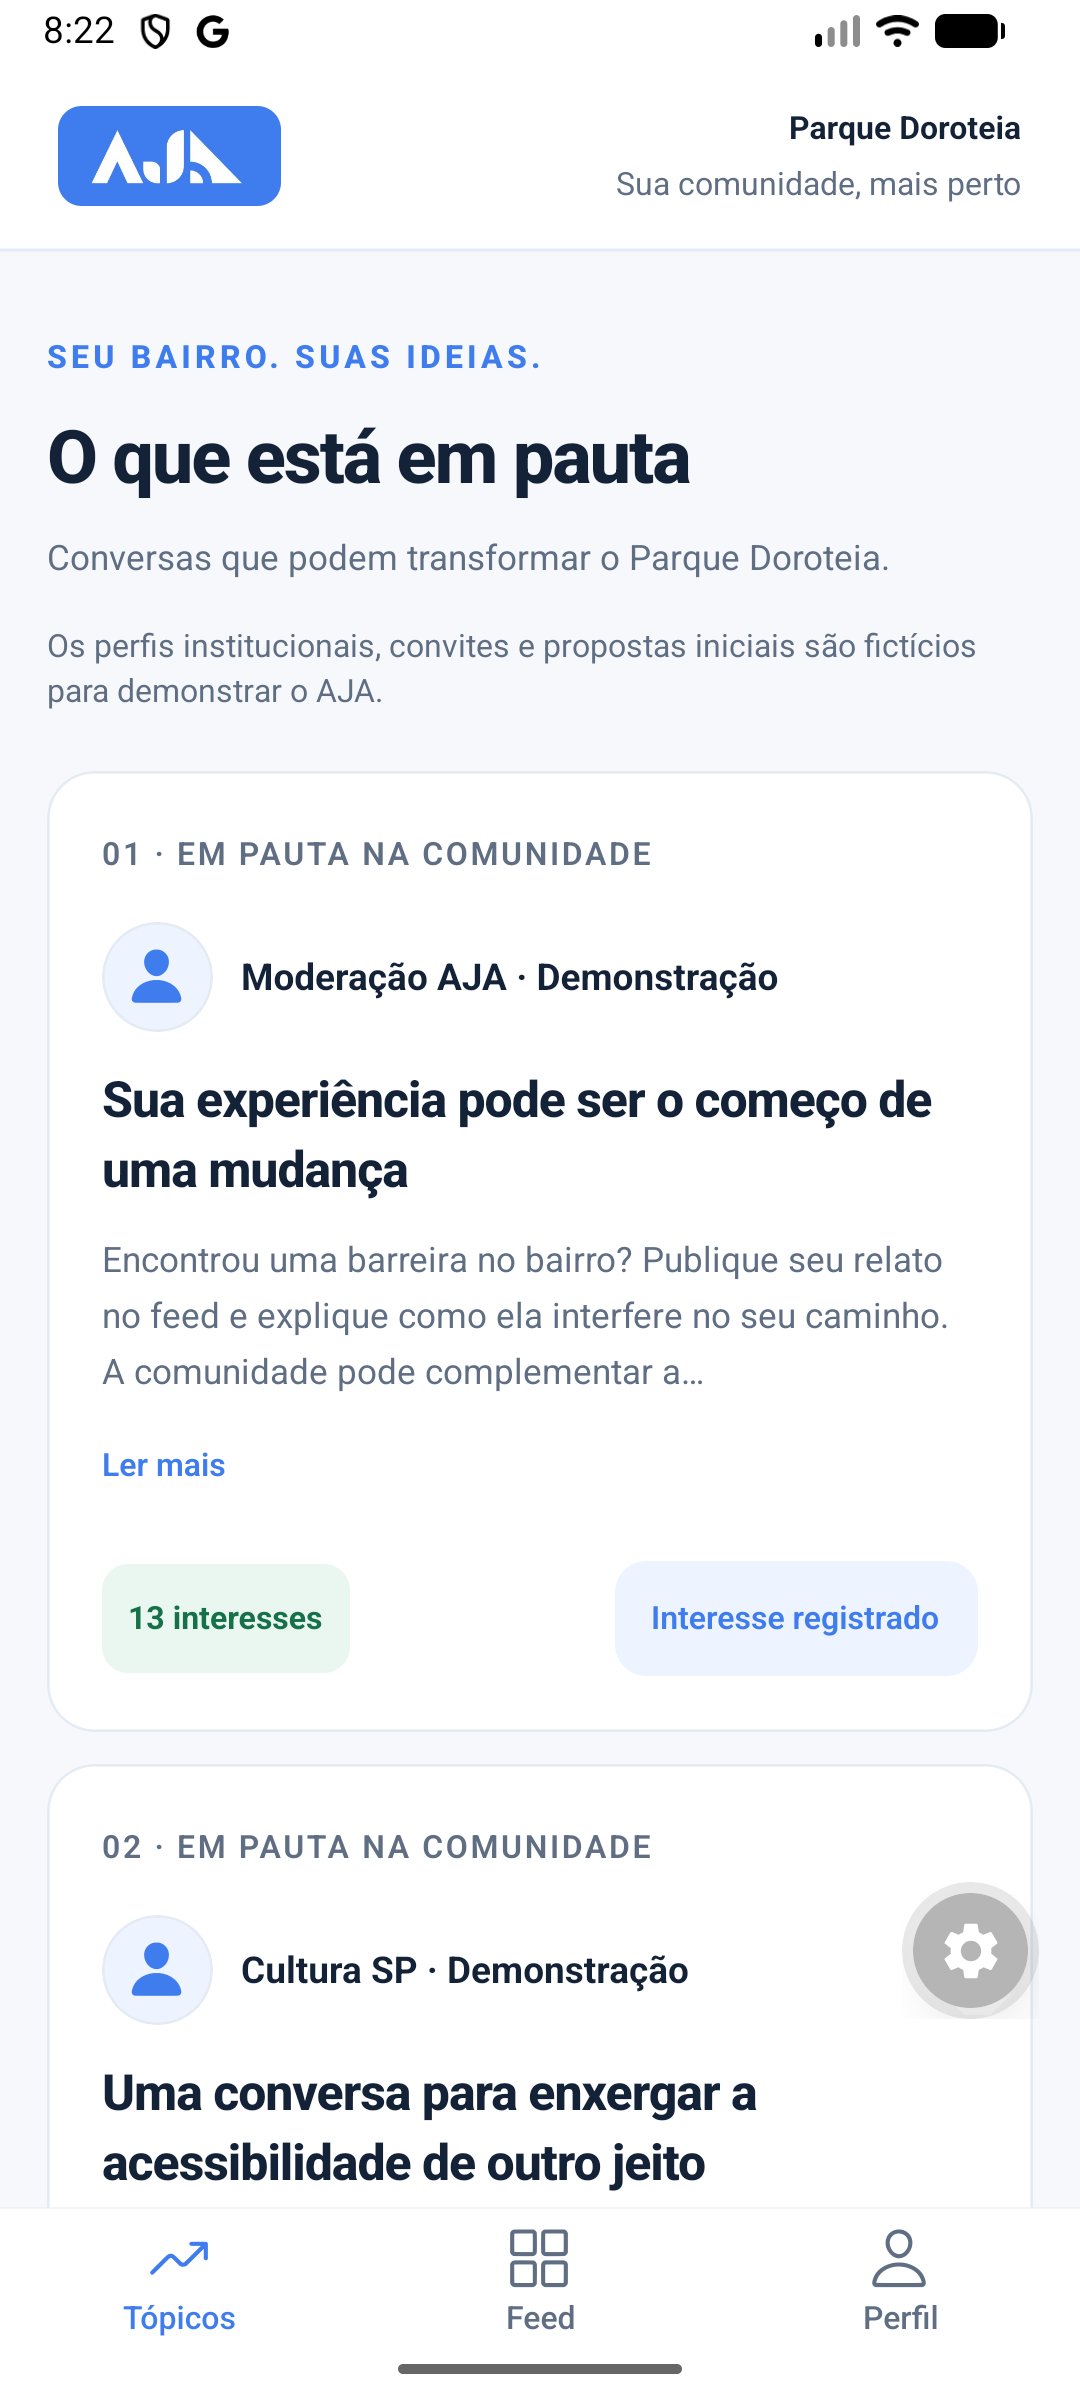 8:22
AJA
Parque Doroteia
Sua comunidade, mais perto
SEU BAIRRO. SUAS IDEIAS.
O que está em pauta
Conversas que podem transformar o Parque Doroteia.
Os perfis institucionais, convites e propostas iniciais são fictícios
para demonstrar o AJA.
01 · EM PAUTA NA COMUNIDADE
Moderação AJA · Demonstração
Sua experiência pode ser o começo de
uma mudança
Encontrou uma barreira no bairro? Publique seu relato
no feed e explique como ela interfere no seu caminho.
A comunidade pode complementar a…
Ler mais
13 interesses
Interesse registrado
02 · EM PAUTA NA COMUNIDADE
Cultura SP · Demonstração
Uma conversa para enxergar a
acessibilidade de outro jeito
Tópicos
Feed
Perfil